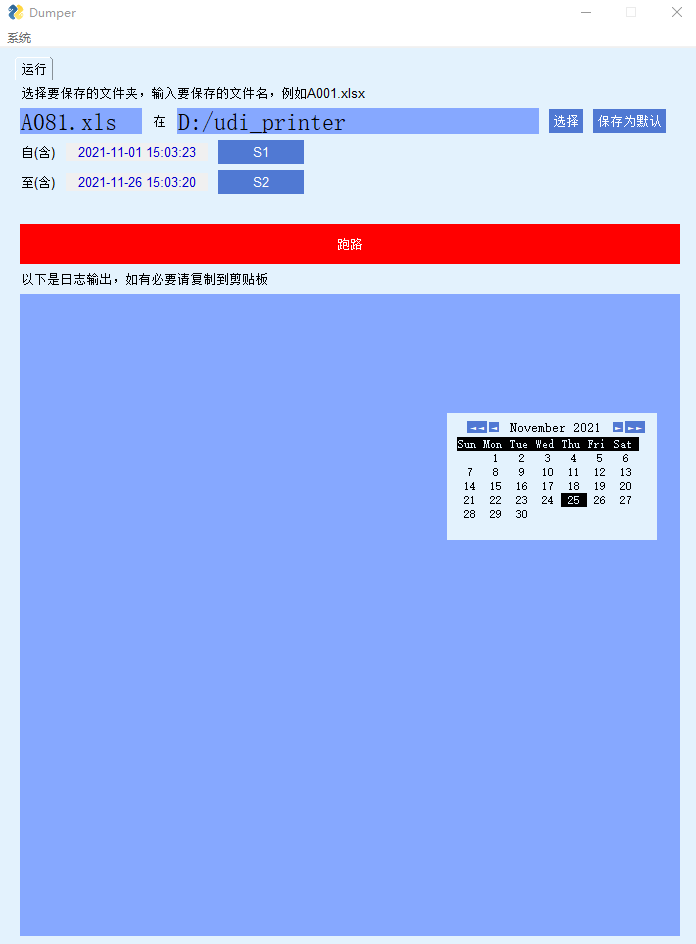 Dumper
系统
运行
选择要保存的文件夹，输入要保存的文件名，例如A001.xlsx
A081.xls 在 D:/udi_printer 选择 保存为默认
自(含) 2021-11-01 15:03:23 S1
至(含) 2021-11-26 15:03:20 S2
跑路
以下是日志输出，如有必要请复制到剪贴板
◄◄ ◄ November 2021 ► ►►
Sun Mon Tue Wed Thu Fri Sat
1 2 3 4 5 6
7 8 9 10 11 12 13
14 15 16 17 18 19 20
21 22 23 24 25 26 27
28 29 30